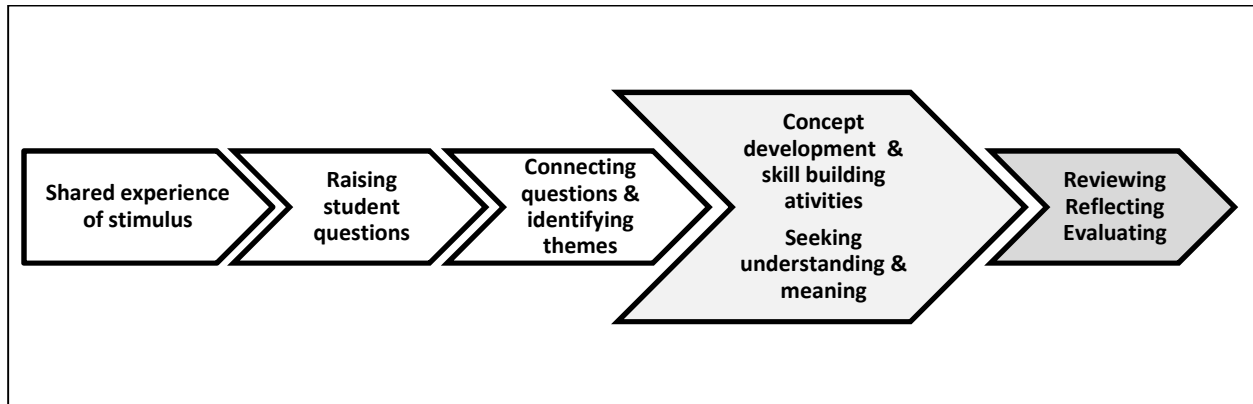 Shared experience
of stimulus
Raising
student
questions
Connecting
questions &
identifying
themes
Concept
development &
skill building
ativities
Seeking
understanding &
meaning
Reviewing
Reflecting
Evaluating